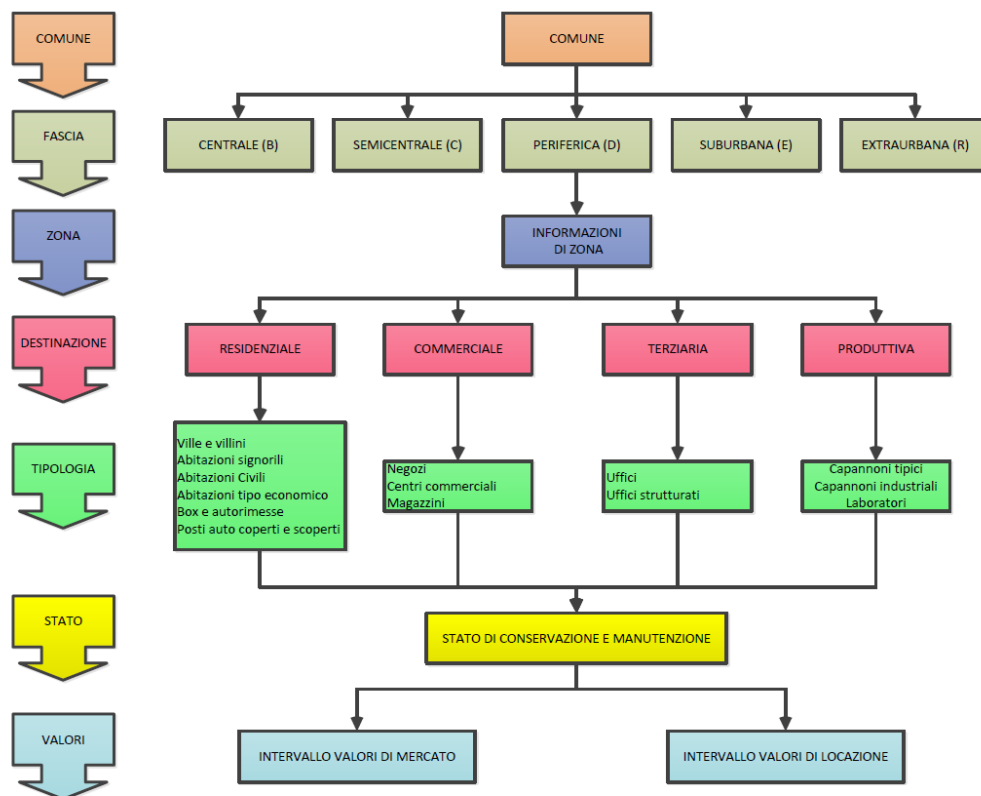 COMUNE
COMUNE
FASCIA
CENTRALE (B)
SEMICENTRALE (C)
PERIFERICA (D)
SUBURBANA (E)
EXTRAURBANA (R)
ZONA
INFORMAZIONI
DI ZONA
DESTINAZIONE
RESIDENZIALE
COMMERCIALE
TERZIARIA
PRODUTTIVA
TIPOLOGIA
Ville e villini
Abitazioni signorili
Abitazioni Civili
Abitazioni tipo economico
Box e autorimesse
Posti auto coperti e scoperti
Negozi
Centri commerciali
Magazzini
Uffici
Uffici strutturati
Capannoni tipici
Capannoni industriali
Laboratori
STATO
STATO DI CONSERVAZIONE E MANUTENZIONE
VALORI
INTERVALLO VALORI DI MERCATO
INTERVALLO VALORI DI LOCAZIONE